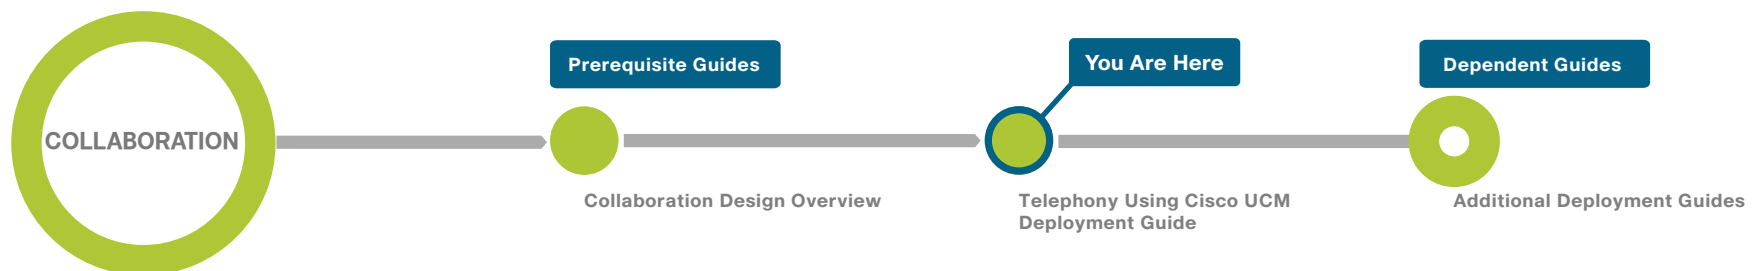 COLLABORATION
Prerequisite Guides
Collaboration Design Overview
You Are Here
Telephony Using Cisco UCM
Deployment Guide
Dependent Guides
Additional Deployment Guides